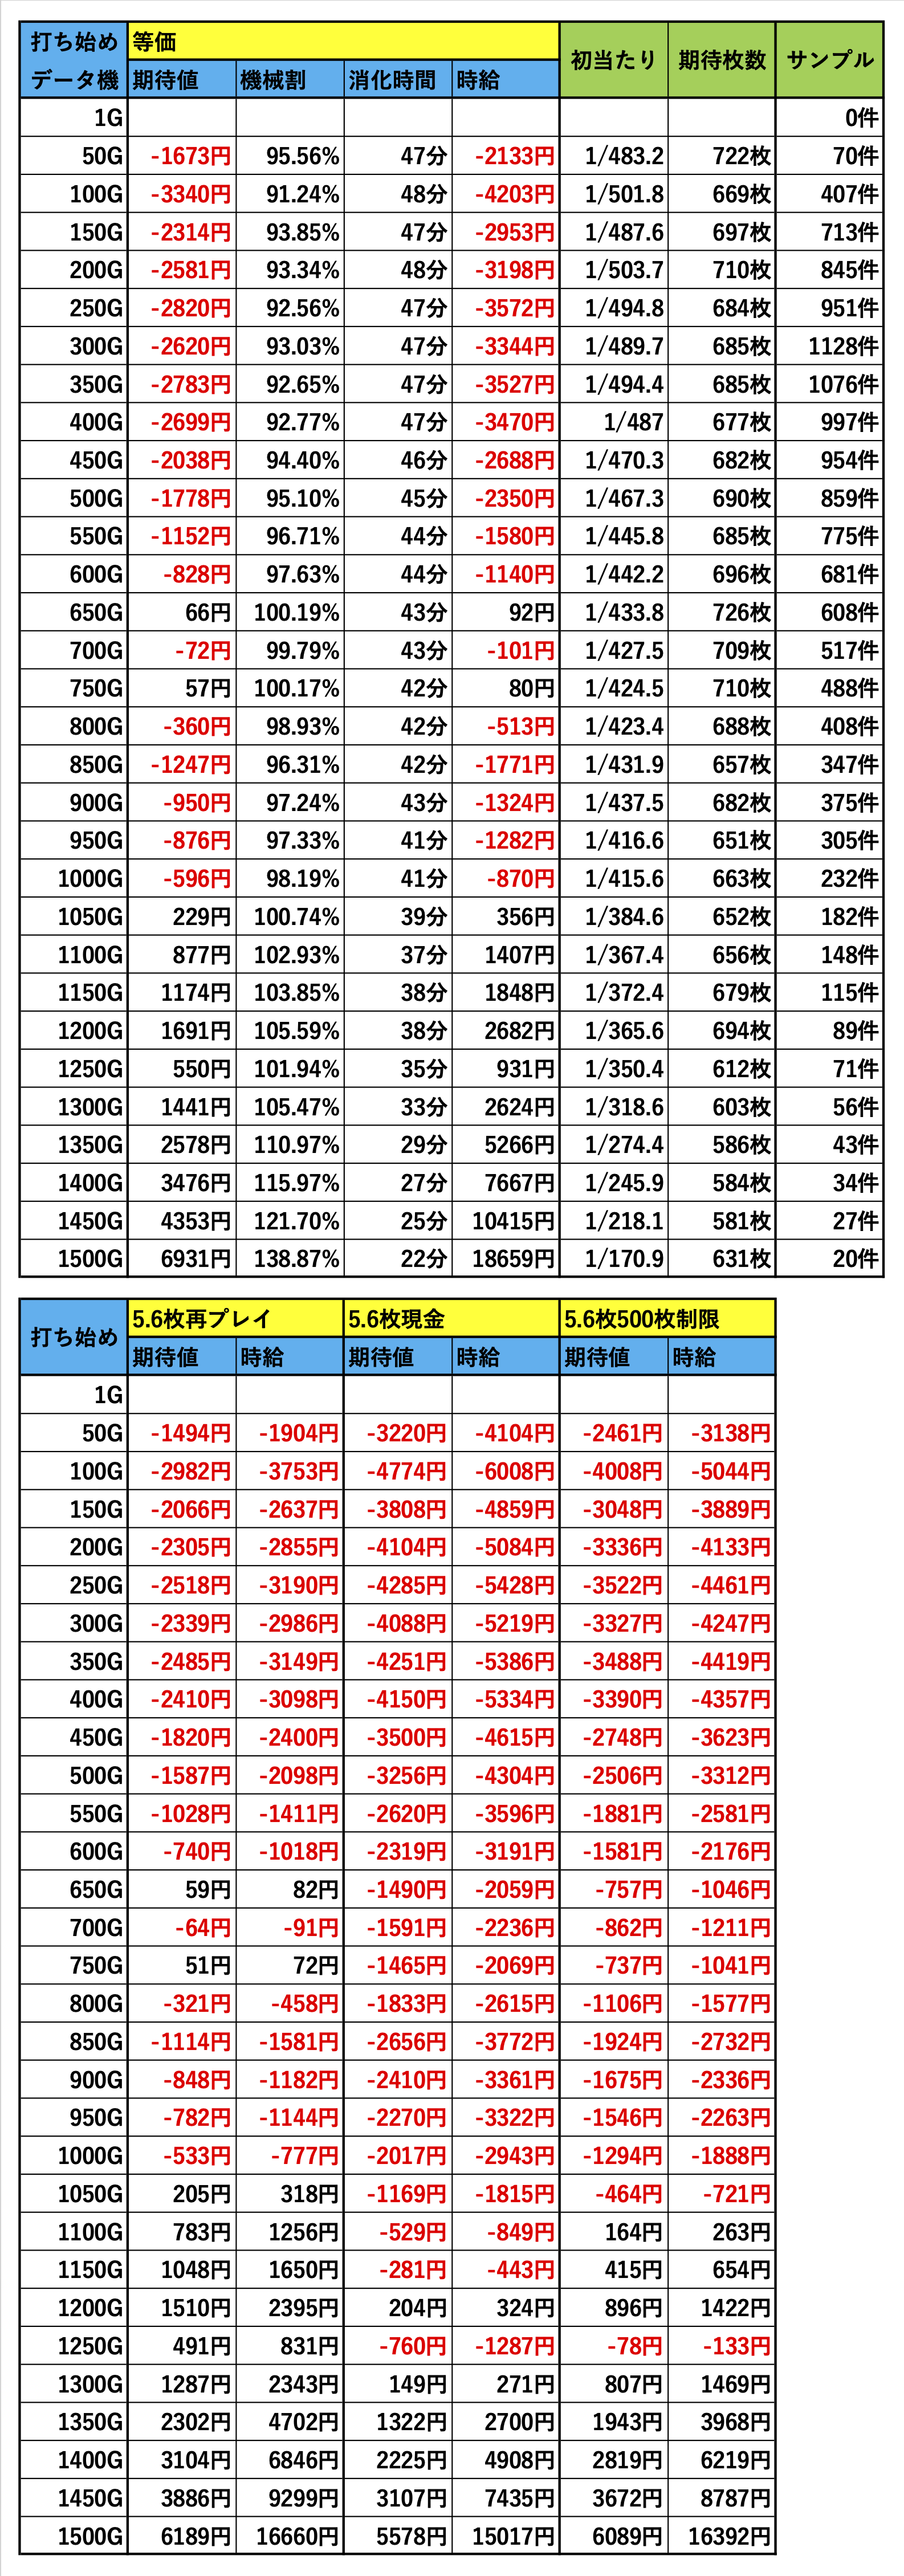 打ち始め 等価 初当たり 期待枚数 サンプル
データ機 期待値 機械割 消化時間 時給
1G 0件
50G -1673円 95.56% 47分 -2133円 1/483.2 722枚 70件
100G -3340円 91.24% 48分 -4203円 1/501.8 669枚 407件
150G -2314円 93.85% 47分 -2953円 1/487.6 697枚 713件
200G -2581円 93.34% 48分 -3198円 1/503.7 710枚 845件
250G -2820円 92.56% 47分 -3572円 1/494.8 684枚 951件
300G -2620円 93.03% 47分 -3344円 1/489.7 685枚 1128件
350G -2783円 92.65% 47分 -3527円 1/494.4 685枚 1076件
400G -2699円 92.77% 47分 -3470円 1/487 677枚 997件
450G -2038円 94.40% 46分 -2688円 1/470.3 682枚 954件
500G -1778円 95.10% 45分 -2350円 1/467.3 690枚 859件
550G -1152円 96.71% 44分 -1580円 1/445.8 685枚 775件
600G -828円 97.63% 44分 -1140円 1/442.2 696枚 681件
650G 66円 100.19% 43分 92円 1/433.8 726枚 608件
700G -72円 99.79% 43分 -101円 1/427.5 709枚 517件
750G 57円 100.17% 42分 80円 1/424.5 710枚 488件
800G -360円 98.93% 42分 -513円 1/423.4 688枚 408件
850G -1247円 96.31% 42分 -1771円 1/431.9 657枚 347件
900G -950円 97.24% 43分 -1324円 1/437.5 682枚 375件
950G -876円 97.33% 41分 -1282円 1/416.6 651枚 305件
1000G -596円 98.19% 41分 -870円 1/415.6 663枚 232件
1050G 229円 100.74% 39分 356円 1/384.6 652枚 182件
1100G 877円 102.93% 37分 1407円 1/367.4 656枚 148件
1150G 1174円 103.85% 38分 1848円 1/372.4 679枚 115件
1200G 1691円 105.59% 38分 2682円 1/365.6 694枚 89件
1250G 550円 101.94% 35分 931円 1/350.4 612枚 71件
1300G 1441円 105.47% 33分 2624円 1/318.6 603枚 56件
1350G 2578円 110.97% 29分 5266円 1/274.4 586枚 43件
1400G 3476円 115.97% 27分 7667円 1/245.9 584枚 34件
1450G 4353円 121.70% 25分 10415円 1/218.1 581枚 27件
1500G 6931円 138.87% 22分 18659円 1/170.9 631枚 20件
打ち始め 5.6枚再プレイ 5.6枚現金 5.6枚500枚制限
期待値 時給 期待値 時給 期待値 時給
1G
50G -1494円 -1904円 -3220円 -4104円 -2461円 -3138円
100G -2982円 -3753円 -4774円 -6008円 -4008円 -5044円
150G -2066円 -2637円 -3808円 -4859円 -3048円 -3889円
200G -2305円 -2855円 -4104円 -5084円 -3336円 -4133円
250G -2518円 -3190円 -4285円 -5428円 -3522円 -4461円
300G -2339円 -2986円 -4088円 -5219円 -3327円 -4247円
350G -2485円 -3149円 -4251円 -5386円 -3488円 -4419円
400G -2410円 -3098円 -4150円 -5334円 -3390円 -4357円
450G -1820円 -2400円 -3500円 -4615円 -2748円 -3623円
500G -1587円 -2098円 -3256円 -4304円 -2506円 -3312円
550G -1028円 -1411円 -2620円 -3596円 -1881円 -2581円
600G -740円 -1018円 -2319円 -3191円 -1581円 -2176円
650G 59円 82円 -1490円 -2059円 -757円 -1046円
700G -64円 -91円 -1591円 -2236円 -862円 -1211円
750G 51円 72円 -1465円 -2069円 -737円 -1041円
800G -321円 -458円 -1833円 -2615円 -1106円 -1577円
850G -1114円 -1581円 -2656円 -3772円 -1924円 -2732円
900G -848円 -1182円 -2410円 -3361円 -1675円 -2336円
950G -782円 -1144円 -2270円 -3322円 -1546円 -2263円
1000G -533円 -777円 -2017円 -2943円 -1294円 -1888円
1050G 205円 318円 -1169円 -1815円 -464円 -721円
1100G 783円 1256円 -529円 -849円 164円 263円
1150G 1048円 1650円 -281円 -443円 415円 654円
1200G 1510円 2395円 204円 324円 896円 1422円
1250G 491円 831円 -760円 -1287円 -78円 -133円
1300G 1287円 2343円 149円 271円 807円 1469円
1350G 2302円 4702円 1322円 2700円 1943円 3968円
1400G 3104円 6846円 2225円 4908円 2819円 6219円
1450G 3886円 9299円 3107円 7435円 3672円 8787円
1500G 6189円 16660円 5578円 15017円 6089円 16392円